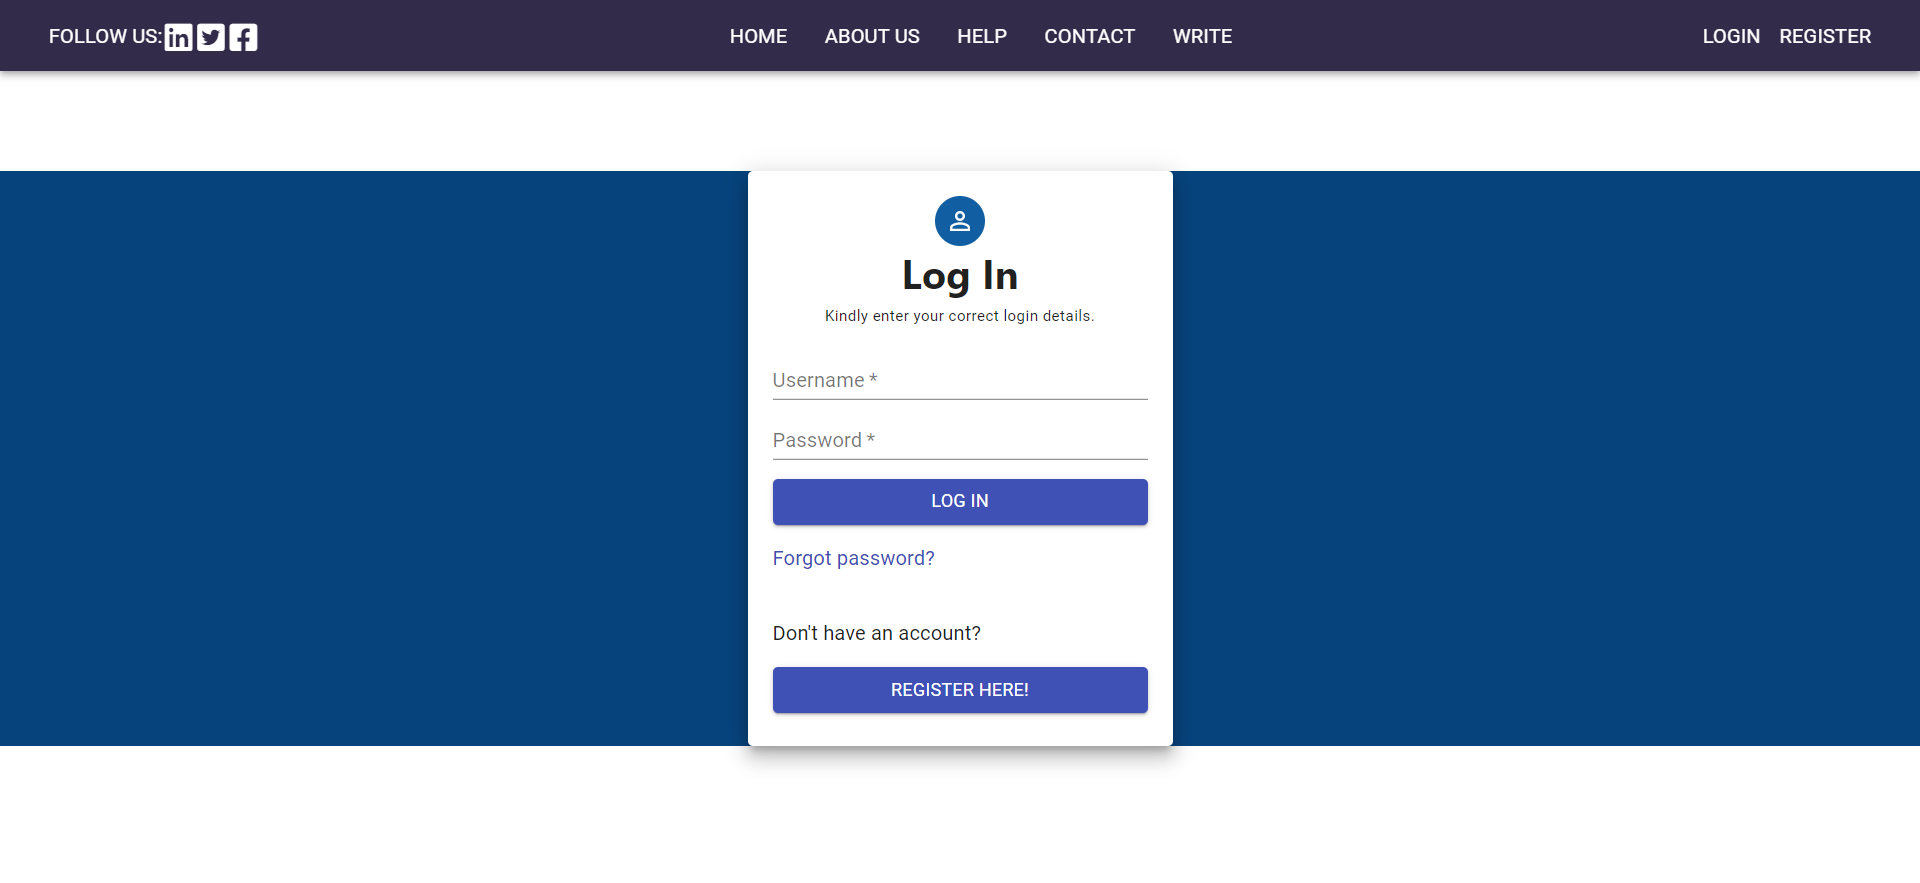 FOLLOW US: HOME ABOUT US HELP CONTACT WRITE LOGIN REGISTER
Log In
Kindly enter your correct login details.
Username *
Password *
LOG IN
Forgot password?
Don't have an account?
REGISTER HERE!